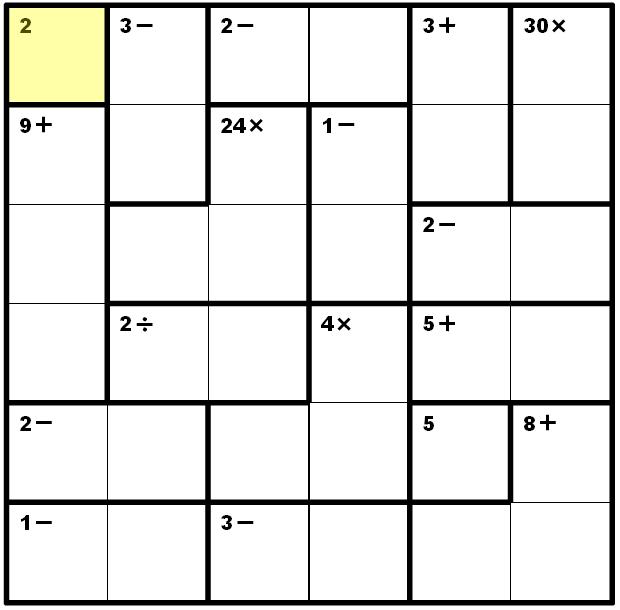 2 3− 2− 3+ 30×
9+ 24× 1−
2−
2÷ 4× 5+
2− 5 8+
1− 3−